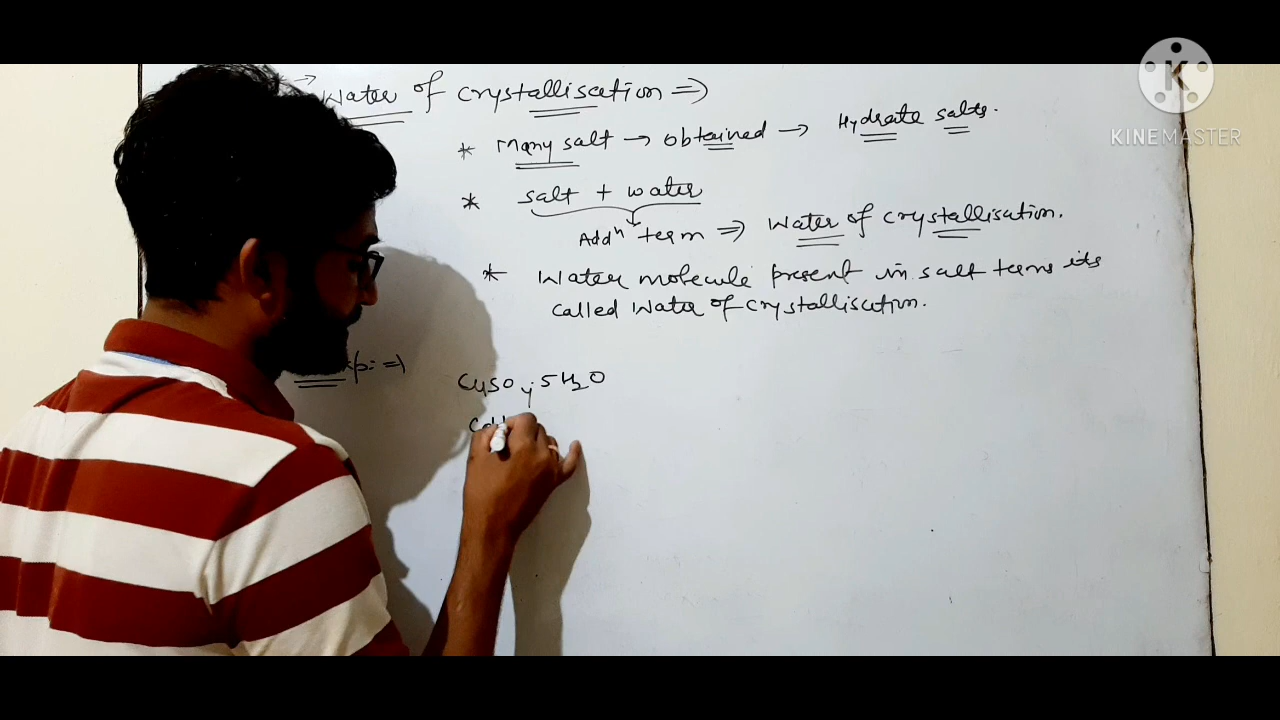 Water of Crystallisation ⇒
* Many salt → obtained → Hydrate salts.
* salt + water
Addⁿ term ⇒ Water of Crystallisation.
* Water molecule present in salt terms its
called Water of Crystallisation.
CuSO₄.5H₂O
K
KINEMASTER